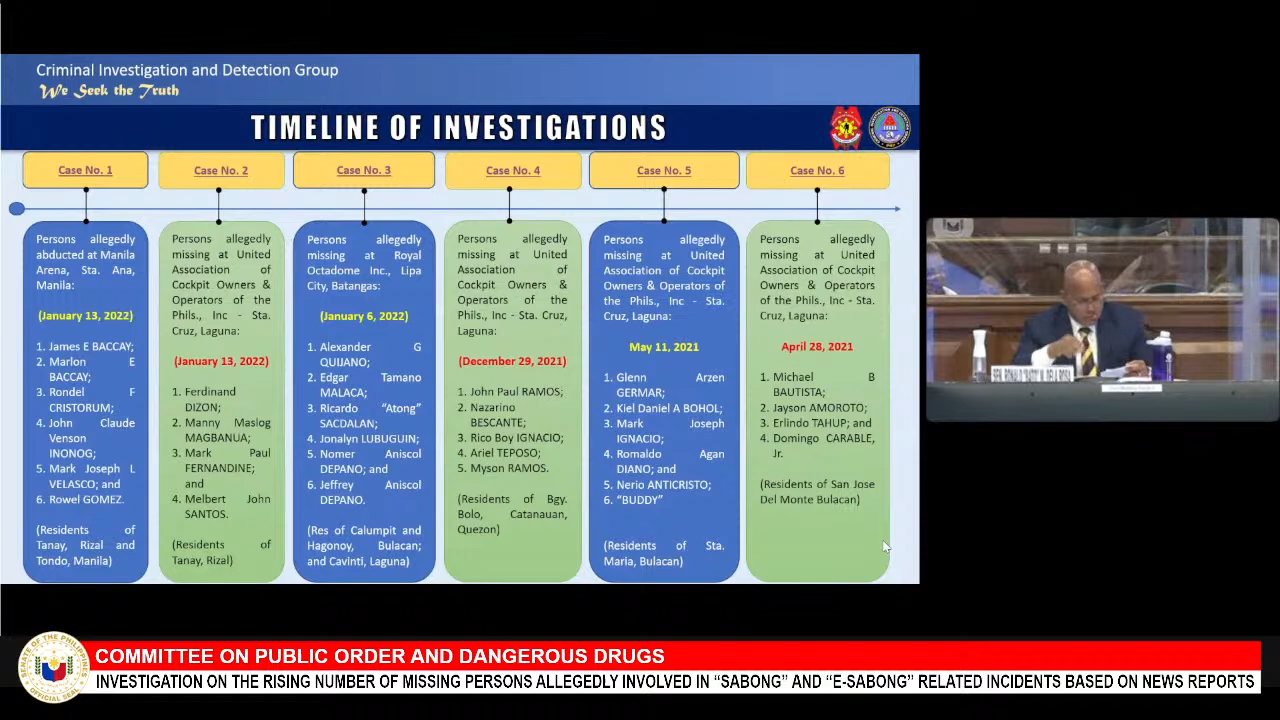 Criminal Investigation and Detection Group
We Seek the Truth
TIMELINE OF INVESTIGATIONS
Case No. 1
Persons allegedly
abducted at Manila
Arena, Sta. Ana,
Manila:
(January 13, 2022)
1. James E BACCAY;
2. Marlon E
BACCAY;
3. Rondel F
CRISTORUM;
4. John Claude
Venson
INONOG;
5. Mark Joseph L
VELASCO; and
6. Rowel GOMEZ.
(Residents of
Tanay, Rizal and
Tondo, Manila)
Case No. 2
Persons allegedly
missing at United
Association of
Cockpit Owners &
Operators of the
Phils., Inc - Sta.
Cruz, Laguna:
(January 13, 2022)
1. Ferdinand
DIZON;
2. Manny Maslog
MAGBANUA;
3. Mark Paul
FERNANDINE;
and
4. Melbert John
SANTOS.
(Residents of
Tanay, Rizal)
Case No. 3
Persons allegedly
missing at Royal
Octadome Inc., Lipa
City, Batangas:
(January 6, 2022)
1. Alexander G
QUIJANO;
2. Edgar Tamano
MALACA;
3. Ricardo “Atong”
SACDALAN;
4. Jonalyn LUBUGUIN;
5. Nomer Aniscol
DEPANO; and
6. Jeffrey Aniscol
DEPANO.
(Res of Calumpit and
Hagonoy, Bulacan;
and Cavinti, Laguna)
Case No. 4
Persons allegedly
missing at United
Association of
Cockpit Owners &
Operators of the
Phils., Inc - Sta.
Cruz, Laguna:
(December 29, 2021)
1. John Paul RAMOS;
2. Nazarino
BESCANTE;
3. Rico Boy IGNACIO;
4. Ariel TEPOSO;
5. Myson RAMOS.
(Residents of Bgy.
Bolo, Catanauan,
Quezon)
Case No. 5
Persons allegedly
missing at United
Association of Cockpit
Owners & Operators of
the Phils., Inc - Sta.
Cruz, Laguna:
May 11, 2021
1. Glenn Arzen
GERMAR;
2. Kiel Daniel A BOHOL;
3. Mark Joseph
IGNACIO;
4. Romaldo Agan
DIANO; and
5. Nerio ANTICRISTO;
6. “BUDDY”
(Residents of Sta.
Maria, Bulacan)
Case No. 6
Persons allegedly
missing at United
Association of Cockpit
Owners & Operators
of the Phils., Inc - Sta.
Cruz, Laguna:
April 28, 2021
1. Michael B
BAUTISTA;
2. Jayson AMOROTO;
3. Erlindo TAHUP; and
4. Domingo CARABLE,
Jr.
(Residents of San Jose
Del Monte Bulacan)
SEN. RONALD "BATO" M. DELA ROSA
SENATE OF THE PHILIPPINES
OFFICIAL SEAL
COMMITTEE ON PUBLIC ORDER AND DANGEROUS DRUGS
INVESTIGATION ON THE RISING NUMBER OF MISSING PERSONS ALLEGEDLY INVOLVED IN “SABONG” AND “E-SABONG” RELATED INCIDENTS BASED ON NEWS REPORTS